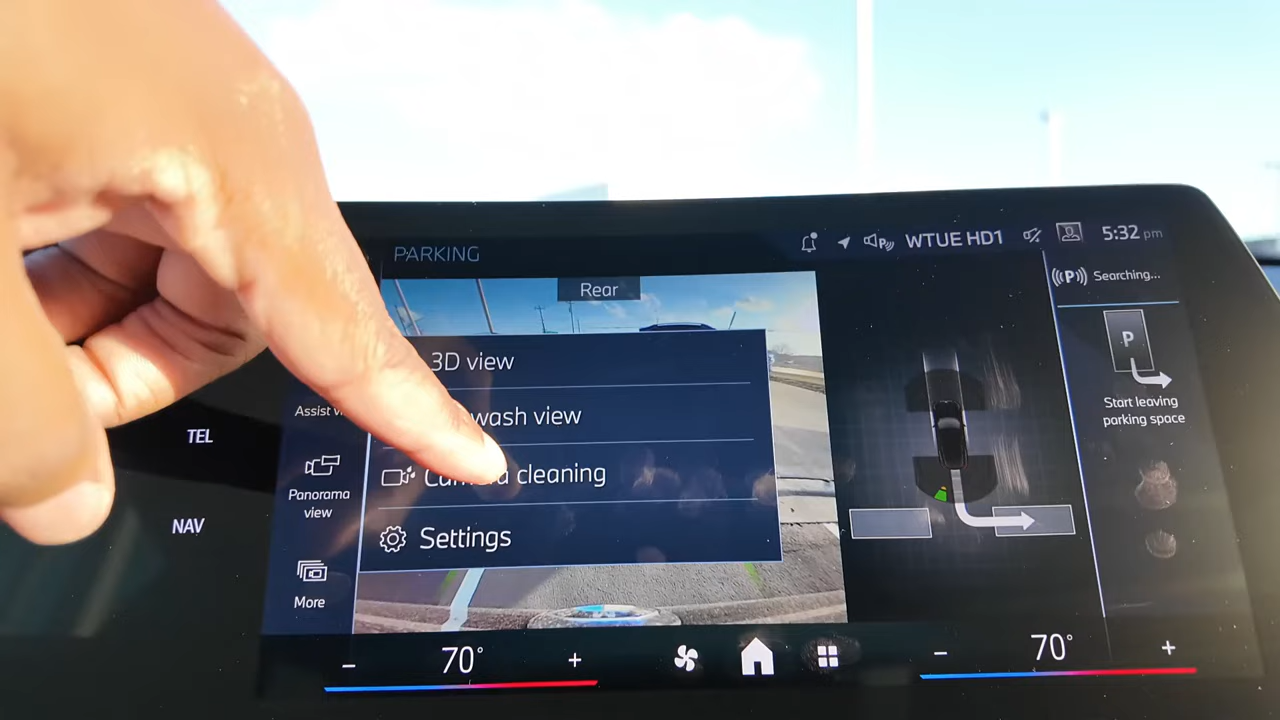 PARKING
WTUE HD1
5:32 pm
Rear
Searching...
P
3D view
wash view
cleaning
Settings
Start leaving
parking space
Assist
Panorama
view
More
TEL
NAV
70°
70°